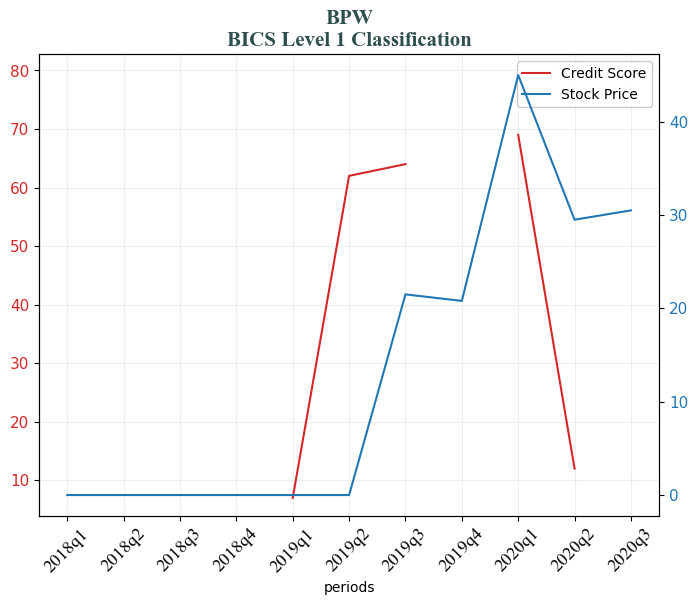 BPW
BICS Level 1 Classification
Credit Score
Stock Price
80
70
60
50
40
30
20
10
40
30
20
10
0
2018q1
2018q2
2018q3
2018q4
2019q1
2019q2
2019q3
2019q4
2020q1
2020q2
2020q3
periods